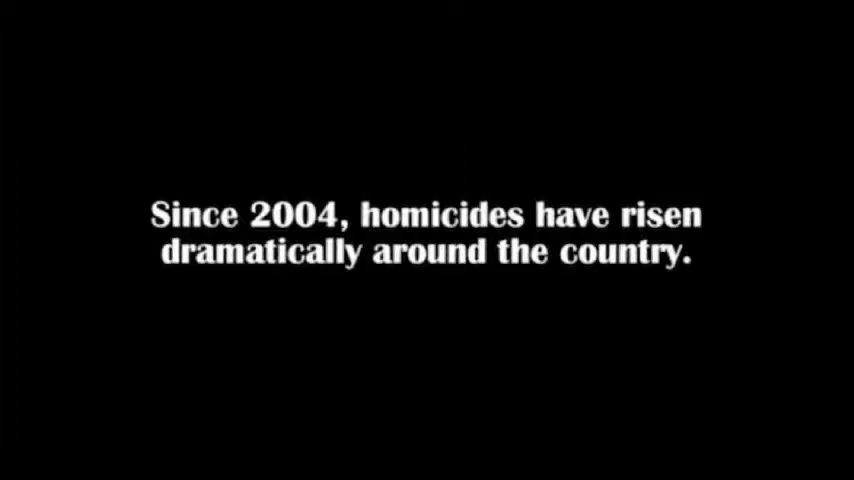 Since 2004, homicides have risen
dramatically around the country.